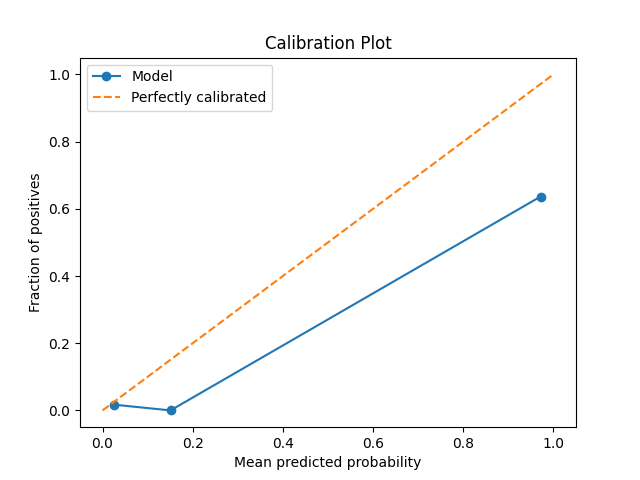 Calibration Plot
Model
Perfectly calibrated
1.0
0.8
0.6
0.4
0.2
0.0
Fraction of positives
0.0 0.2 0.4 0.6 0.8 1.0
Mean predicted probability